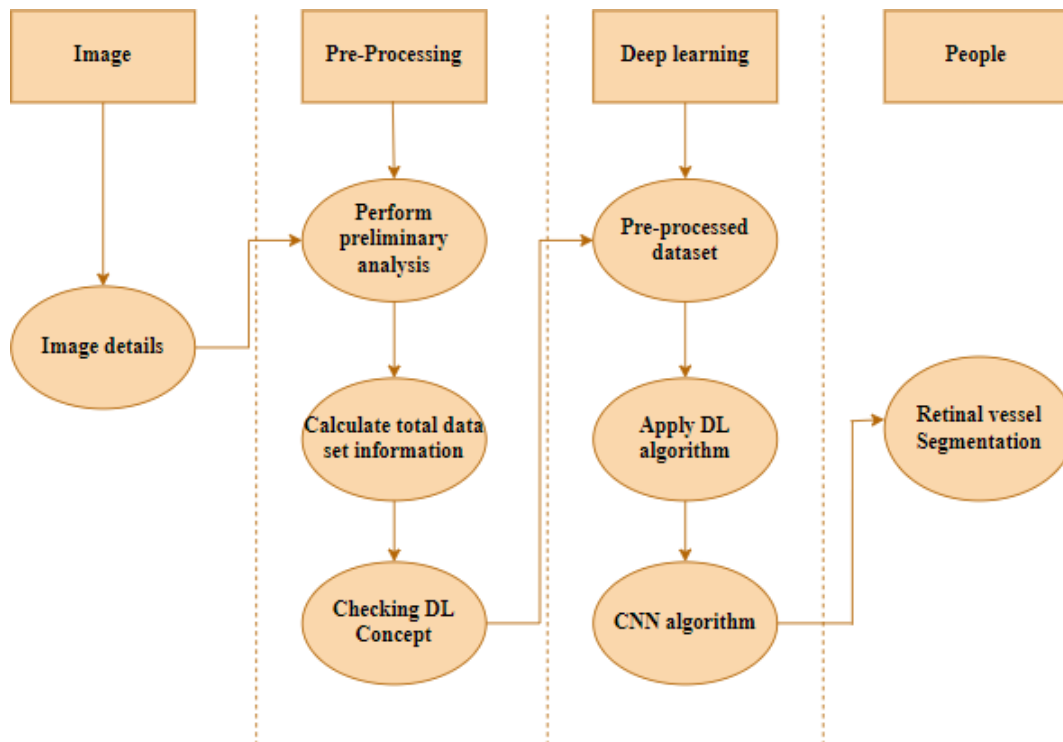 Image
Pre-Processing
Deep learning
People
Perform
preliminary
analysis
Pre-processed
dataset
Image details
Calculate total data
set information
Apply DL
algorithm
Retinal vessel
Segmentation
Checking DL
Concept
CNN algorithm